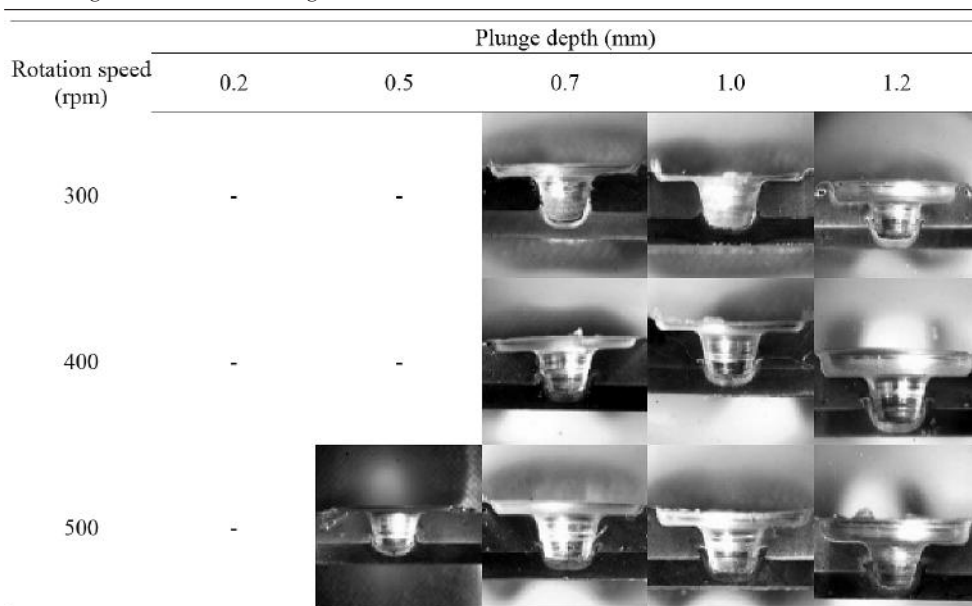 Plunge depth (mm)
Rotation speed (rpm) 0.2 0.5 0.7 1.0 1.2
300 - -
400 - -
500 -